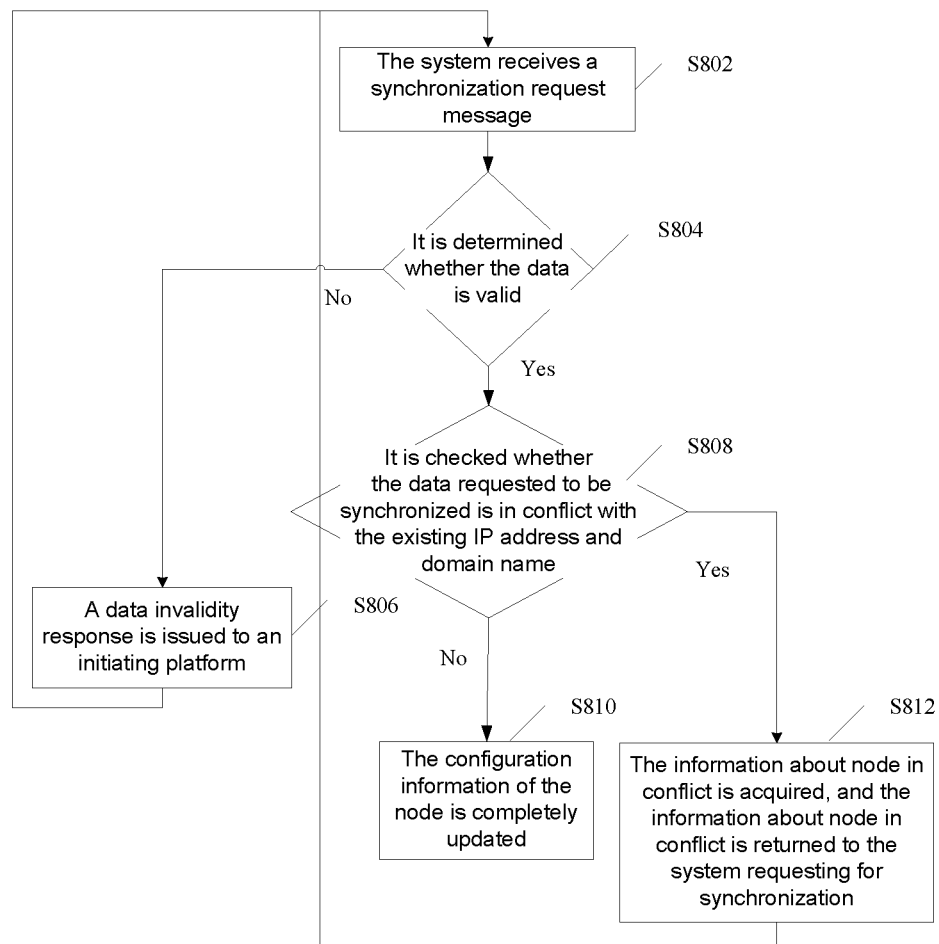 The system receives a
synchronization request
message
S802
It is determined
whether the data
is valid
S804
No
Yes
It is checked whether
the data requested to be
synchronized is in conflict with
the existing IP address and
domain name
S808
Yes
A data invalidity
response is issued to an
initiating platform
S806
No
The configuration
information of the
node is completely
updated
S810
The information about node in
conflict is acquired, and the
information about node in
conflict is returned to the
system requesting for
synchronization
S812